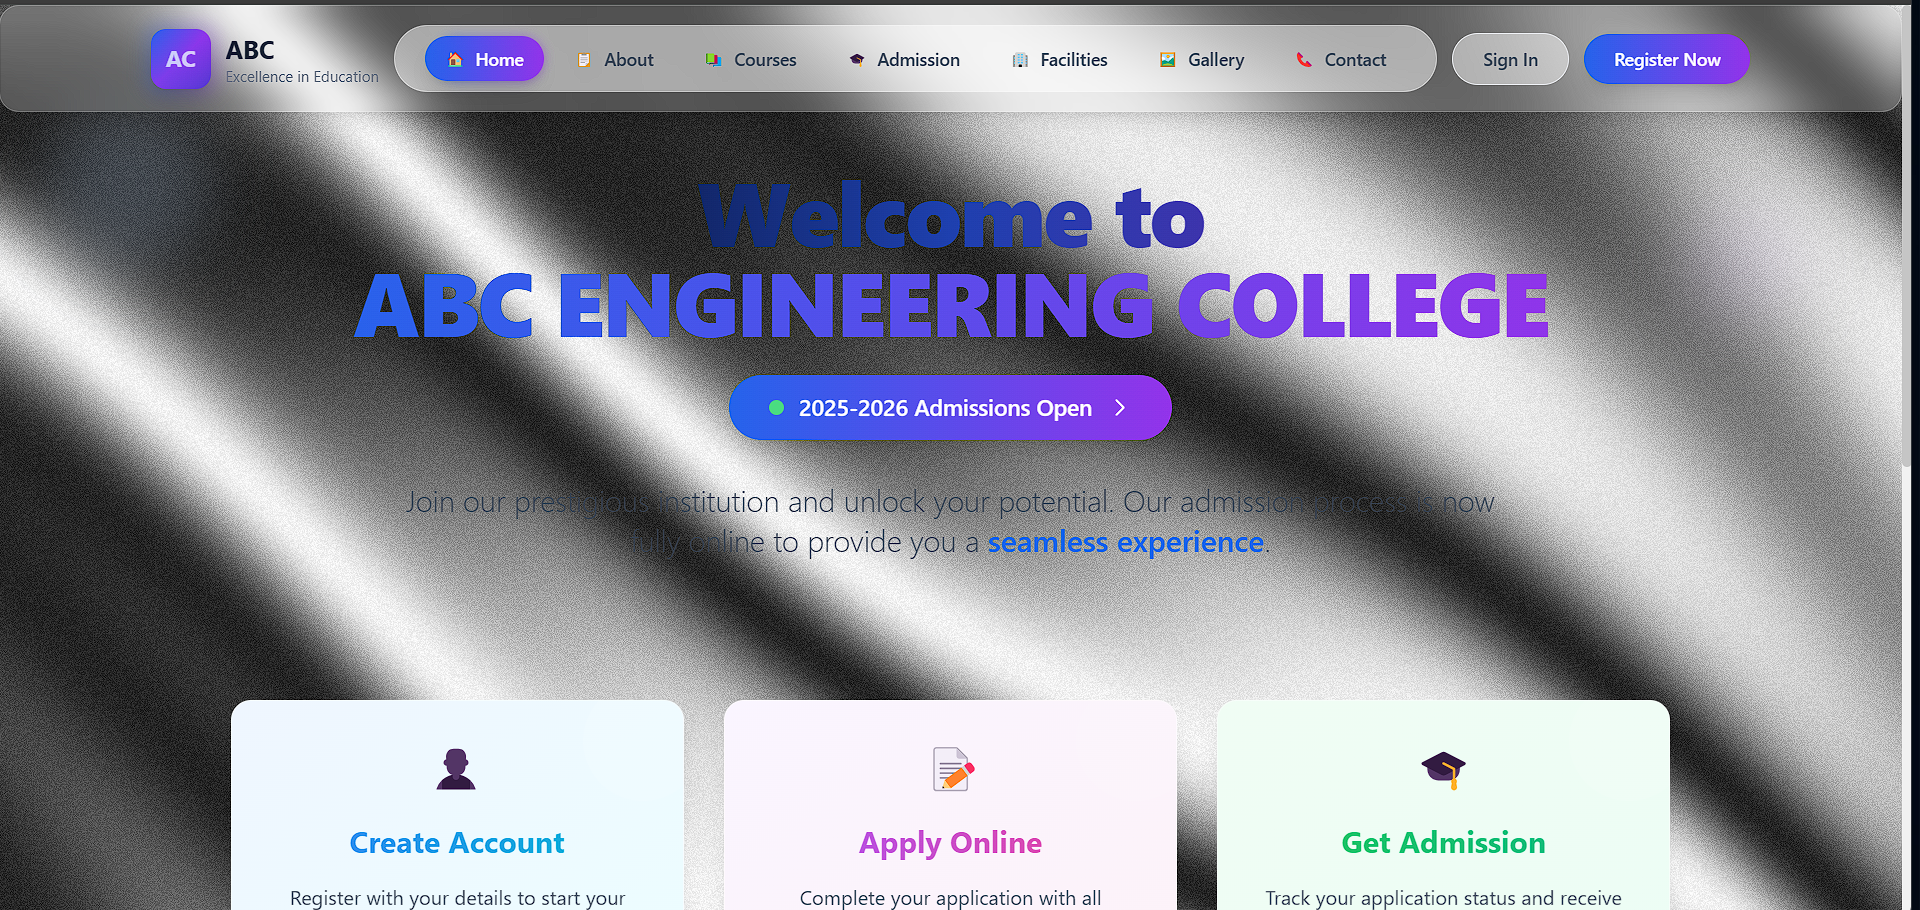 AC
ABC
Excellence in Education
Home
About
Courses
Admission
Facilities
Gallery
Contact
Sign In
Register Now
Welcome to
ABC ENGINEERING COLLEGE
2025-2026 Admissions Open
Join our prestigious institution and unlock your potential. Our admission process is now
fully online to provide you a seamless experience.
Create Account
Register with your details to start your
Apply Online
Complete your application with all
Get Admission
Track your application status and receive